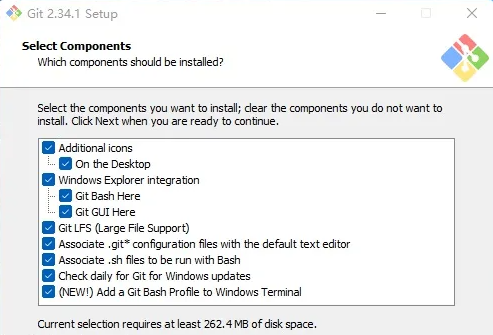 Git 2.34.1 Setup
Select Components
Which components should be installed?
Select the components you want to install; clear the components you do not want to
install. Click Next when you are ready to continue.
Additional icons
On the Desktop
Windows Explorer integration
Git Bash Here
Git GUI Here
Git LFS (Large File Support)
Associate .git* configuration files with the default text editor
Associate .sh files to be run with Bash
Check daily for Git for Windows updates
(NEW!) Add a Git Bash Profile to Windows Terminal
Current selection requires at least 262.4 MB of disk space.